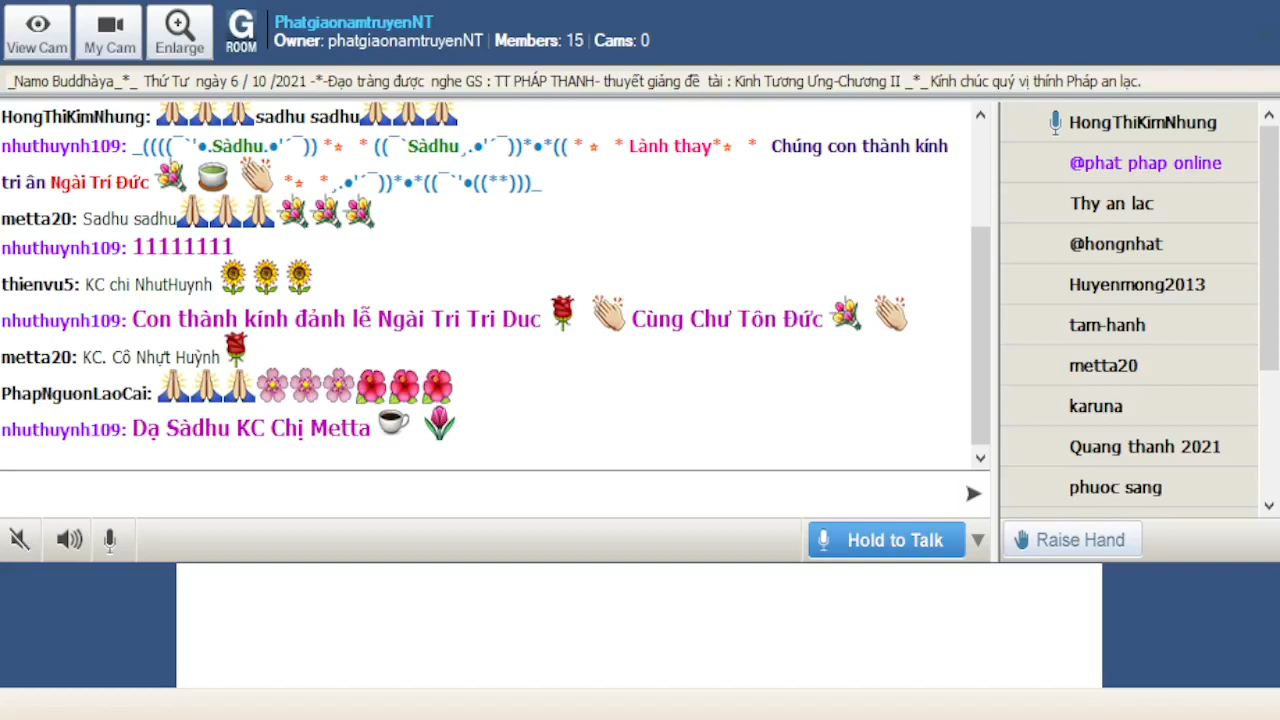 View Cam
My Cam
Enlarge
G
ROOM
PhatgiaonamtruyenNT
Owner: phatgiaonamtruyenNT | Members: 15 | Cams: 0
_Namo Buddhàya_*_ Thứ Tư ngày 6 / 10 /2021 -*-Đạo tràng được nghe GS : TT PHÁP THANH- thuyết giảng đề tài : Kinh Tương Ưng-Chương II _*_Kính chúc quý vị thính Pháp an lạc.
HongThiKimNhung: 🙏🙏🙏sadhu sadhu🙏🙏🙏
nhuthuynh109: _((((¯`'•.Sàdhu.•'´¯)) *⭒ * ((¯`Sàdhu¸.•'´¯))*•*(( * ⭒ * Lành thay*⭒ * Chúng con thành kính
tri ân Ngài Trí Đức 💐 🍵 👏 *⭒ *¸.•'´¯))*•*((¯`'•((**)))_
metta20: Sadhu sadhu🙏🙏🙏💐💐💐
nhuthuynh109: 11111111
thienvu5: KC chi NhutHuynh 🌻🌻🌻
nhuthuynh109: Con thành kính đảnh lễ Ngài Tri Tri Duc 🌹 👏 Cùng Chư Tôn Đức 💐 👏
metta20: KC. Cô Nhựt Huỳnh 🌹
PhapNguonLaoCai: 🙏🙏🙏🌸🌸🌸🌺🌺🌺
nhuthuynh109: Dạ Sàdhu KC Chị Metta ☕ 🌷
Hold to Talk
HongThiKimNhung
@phat phap online
Thy an lac
@hongnhat
Huyenmong2013
tam-hanh
metta20
karuna
Quang thanh 2021
phuoc sang
Raise Hand